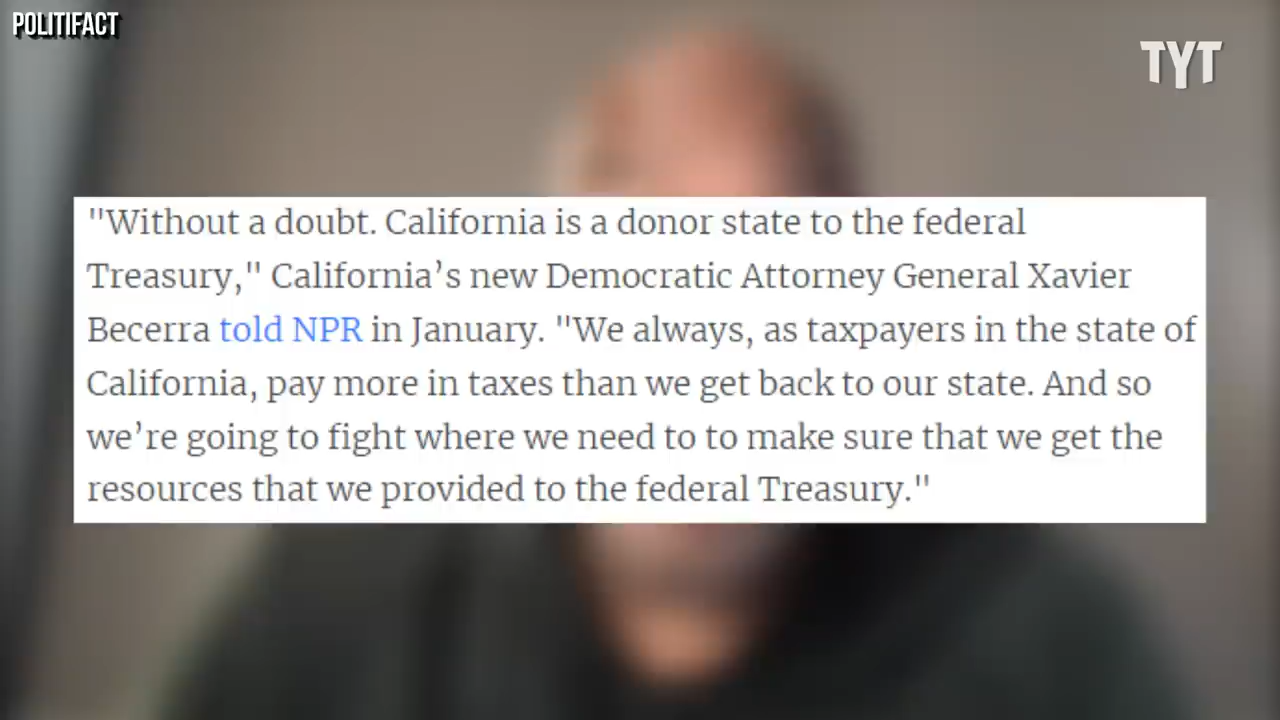 POLITIFACT
TYT
"Without a doubt. California is a donor state to the federal
Treasury," California’s new Democratic Attorney General Xavier
Becerra told NPR in January. "We always, as taxpayers in the state of
California, pay more in taxes than we get back to our state. And so
we’re going to fight where we need to to make sure that we get the
resources that we provided to the federal Treasury."